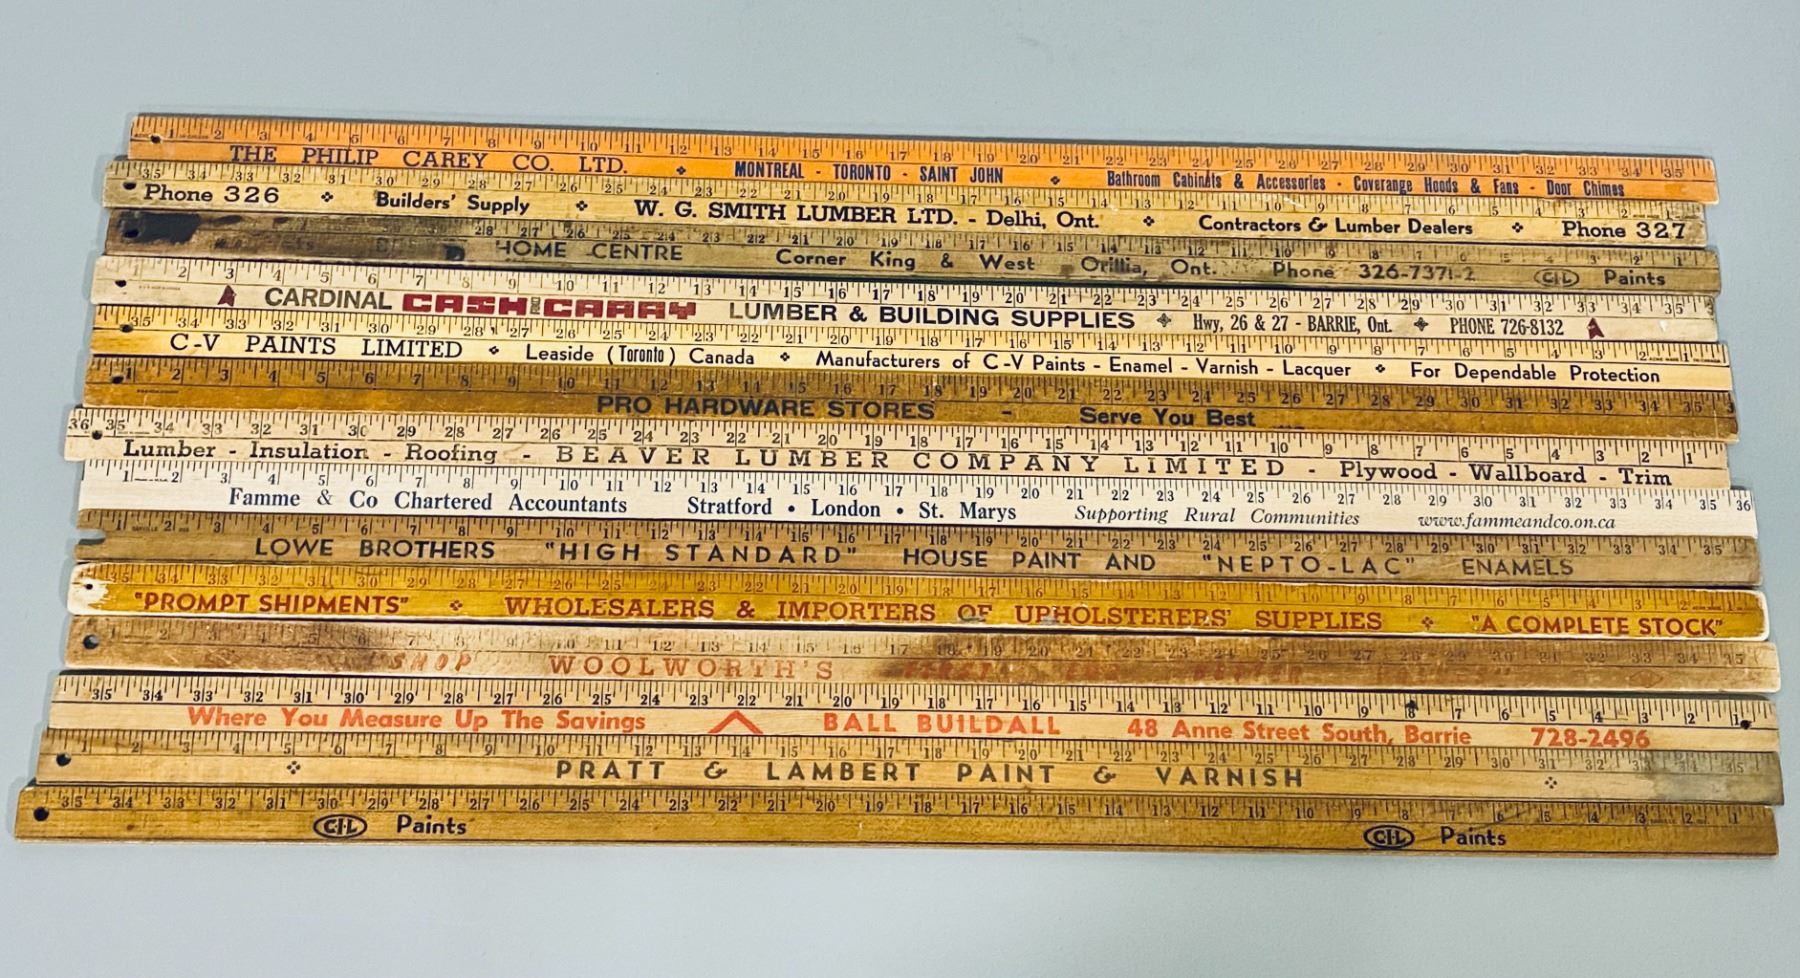 THE PHILIP CAREY CO. LTD. MONTREAL - TORONTO - SAINT JOHN Bathroom Cabinets & Accessories - Coverange Hoods & Fans - Door Chimes
Phone 326 Builders' Supply W. G. SMITH LUMBER LTD. - Delhi, Ont. Contractors & Lumber Dealers Phone 327
HOME CENTRE Corner King & West Orillia, Ont. Phone 326-7371-2 C-I-L Paints
CARDINAL CASH AND CARRY LUMBER & BUILDING SUPPLIES Hwy, 26 & 27 - BARRIE, Ont. PHONE 726-8132
C-V PAINTS LIMITED Leaside (Toronto) Canada Manufacturers of C-V Paints - Enamel - Varnish - Lacquer For Dependable Protection
PRO HARDWARE STORES - Serve You Best
Lumber - Insulation - Roofing - BEAVER LUMBER COMPANY LIMITED - Plywood - Wallboard - Trim
Famme & Co Chartered Accountants Stratford • London • St. Marys Supporting Rural Communities www.fammeandco.on.ca
LOWE BROTHERS "HIGH STANDARD" HOUSE PAINT AND "NEPTO-LAC" ENAMELS
"PROMPT SHIPMENTS" WHOLESALERS & IMPORTERS OF UPHOLSTERERS' SUPPLIES "A COMPLETE STOCK"
SHOP WOOLWORTH'S FIRST
Where You Measure Up The Savings BALL BUILDALL 48 Anne Street South, Barrie 728-2496
PRATT & LAMBERT PAINT & VARNISH
C-I-L Paints C-I-L Paints